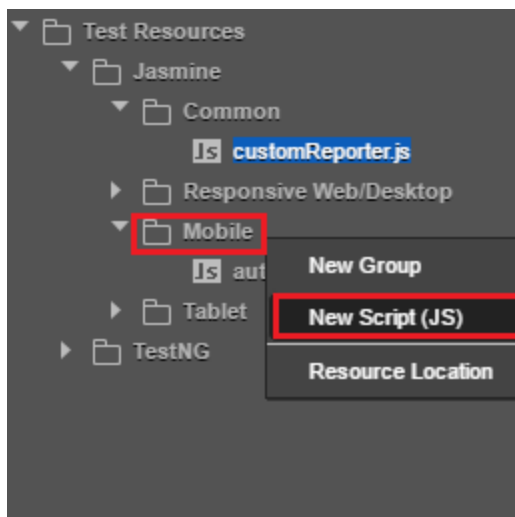 Test Resources
Jasmine
Common
JS customReporter.js
Responsive Web/Desktop
Mobile
JS
New Group
Tablet
New Script (JS)
TestNG
Resource Location